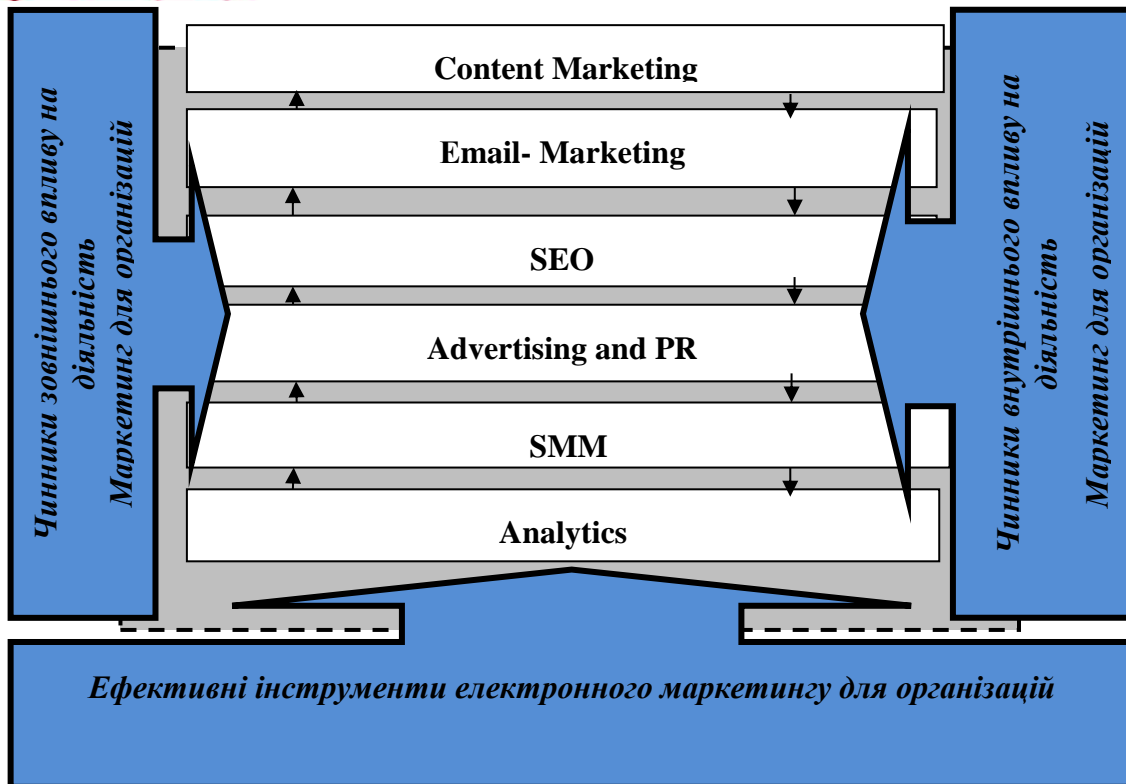 Чинники зовнішнього впливу на
діяльність
Маркетинг для організацій
Content Marketing
Email- Marketing
SEO
Advertising and PR
SMM
Analytics
Чинники внутрішнього впливу на
діяльність
Маркетинг для організацій
Ефективні інструменти електронного маркетингу для організацій